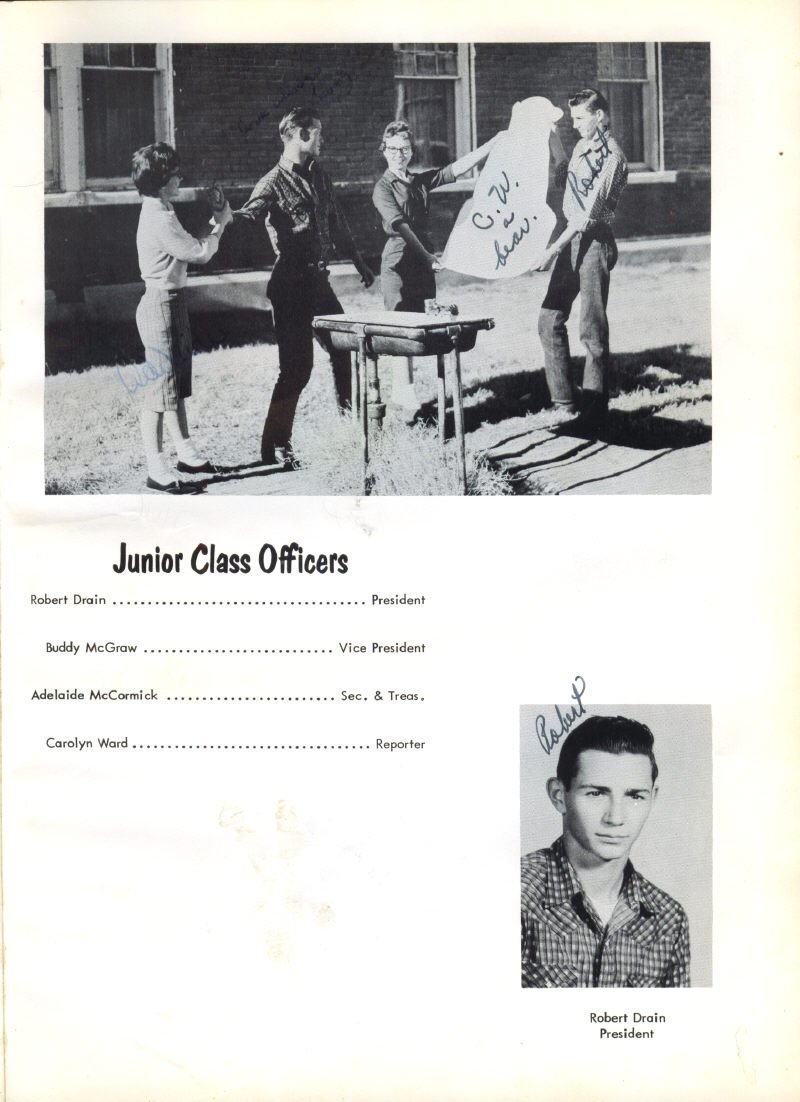 C. W.
a
bear.
Robert
Junior Class Officers
Robert Drain .................................... President
Buddy McGraw ........................... Vice President
Adelaide McCormick ........................ Sec. & Treas.
Carolyn Ward .................................. Reporter
Robert
Robert Drain
President